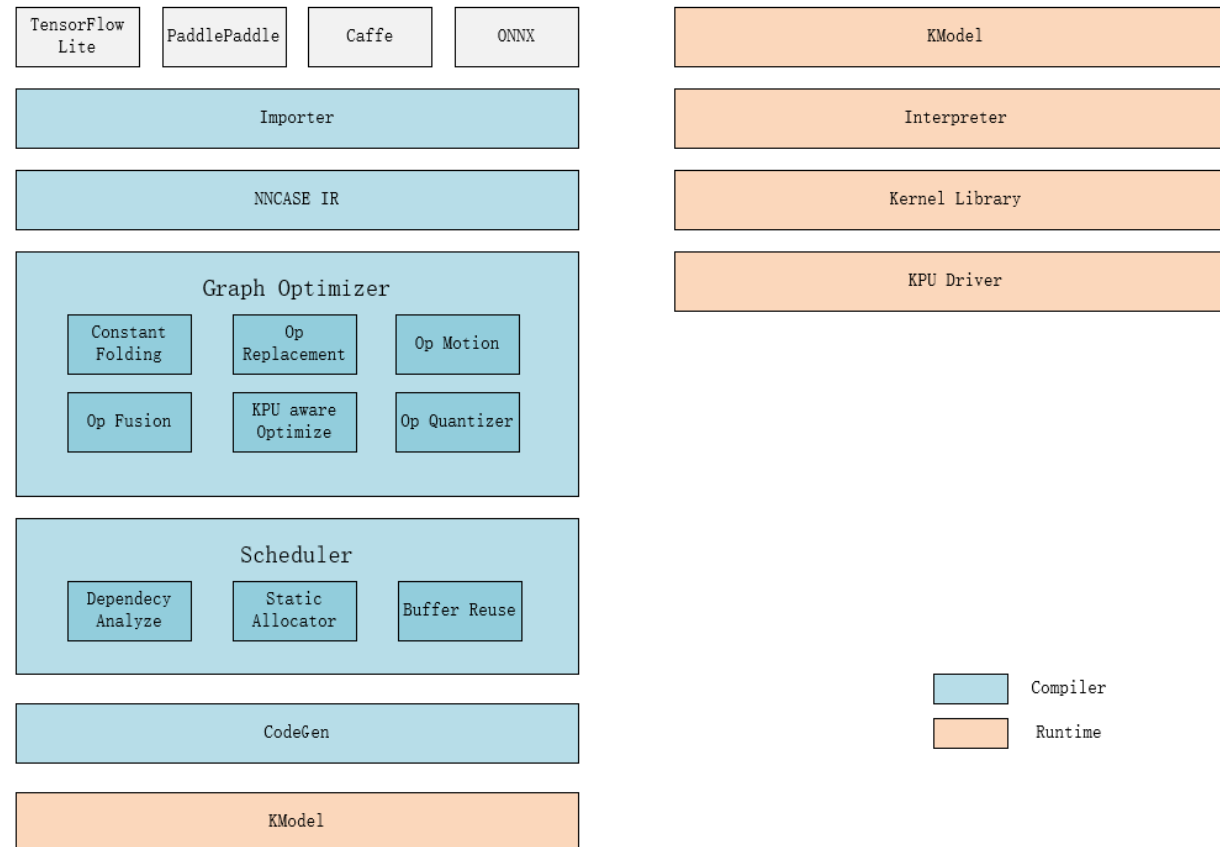 TensorFlow
Lite
PaddlePaddle
Caffe
ONNX
Importer
NNCASE IR
Graph Optimizer
Constant
Folding
Op
Replacement
Op Motion
Op Fusion
KPU aware
Optimize
Op Quantizer
Scheduler
Dependecy
Analyze
Static
Allocator
Buffer Reuse
CodeGen
KModel
KModel
Interpreter
Kernel Library
KPU Driver
Compiler
Runtime